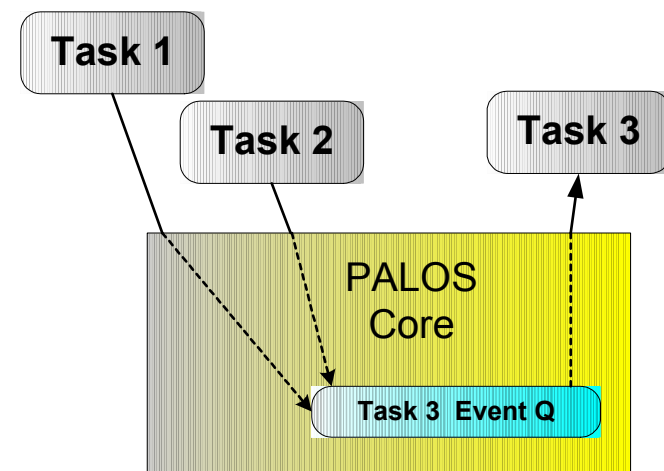 Task 1
Task 2
Task 3
PALOS
Core
Task 3 Event Q